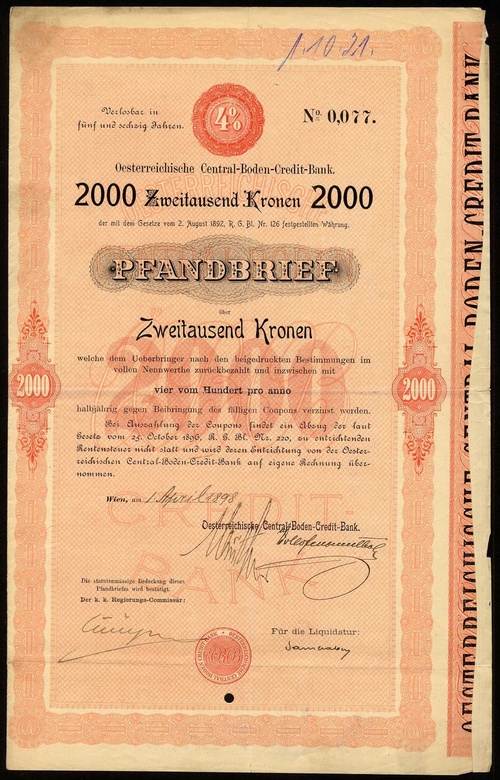 1.10.21.
Verlosbar in
fünf und sechzig Jahren.
4%
No. 0,077.
Oesterreichische Central-Boden-Credit-Bank.
2000 Zweitausend Kronen 2000
der mit dem Gesetze vom 2. August 1892, R. G. Bl. Nr. 126 festgestellten Währung.
PFANDBRIEF
über
Zweitausend Kronen
welche dem Ueberbringer nach den beigedruckten Bestimmungen im
vollen Nennwerthe zurückbezahlt und inzwischen mit
vier vom Hundert pro anno
halbjährig gegen Beibringung des fälligen Coupons verzinst werden.
Bei Auszahlung der Coupons findet ein Abzug der laut
Gesetz vom 25. October 1896, R. G. Bl. Nr. 220, zu entrichtenden
Rentensteuer nicht statt und wird deren Entrichtung von der Oester-
reichischen Central-Boden-Credit-Bank auf eigene Rechnung über-
nommen.
2000
2000
Wien, am 1 April 1898
CREDIT-
BANK
Oesterreichische Central-Boden-Credit-Bank.
Die statutenmässige Bedeckung dieses
Pfandbriefes wird bestätigt.
Der k. k. Regierungs-Commissär:
Für die Liquidatur:
OESTERREICHISCHE CENTRAL BODEN CREDIT BANK